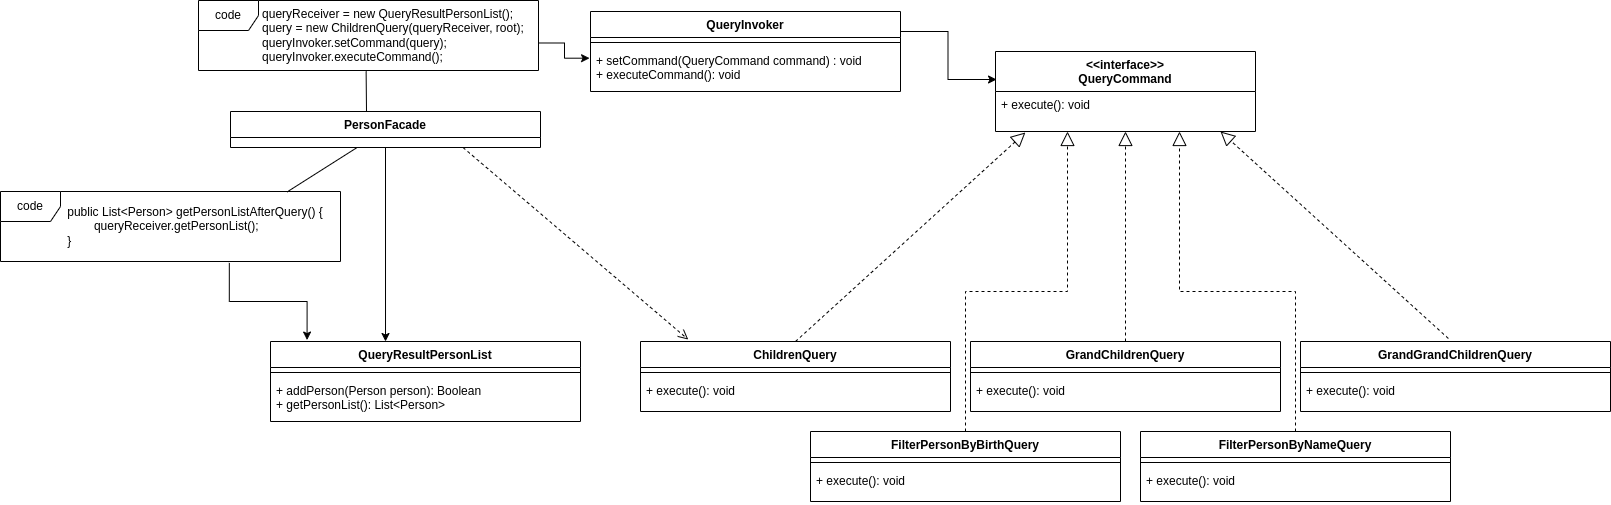 code
queryReceiver = new QueryResultPersonList();
query = new ChildrenQuery(queryReceiver, root);
queryInvoker.setCommand(query);
queryInvoker.executeCommand();
QueryInvoker
+ setCommand(QueryCommand command) : void
+ executeCommand(): void
<<interface>>
QueryCommand
+ execute(): void
PersonFacade
code
public List<Person> getPersonListAfterQuery() {
queryReceiver.getPersonList();
}
QueryResultPersonList
+ addPerson(Person person): Boolean
+ getPersonList(): List<Person>
ChildrenQuery
+ execute(): void
GrandChildrenQuery
+ execute(): void
GrandGrandChildrenQuery
+ execute(): void
FilterPersonByBirthQuery
+ execute(): void
FilterPersonByNameQuery
+ execute(): void